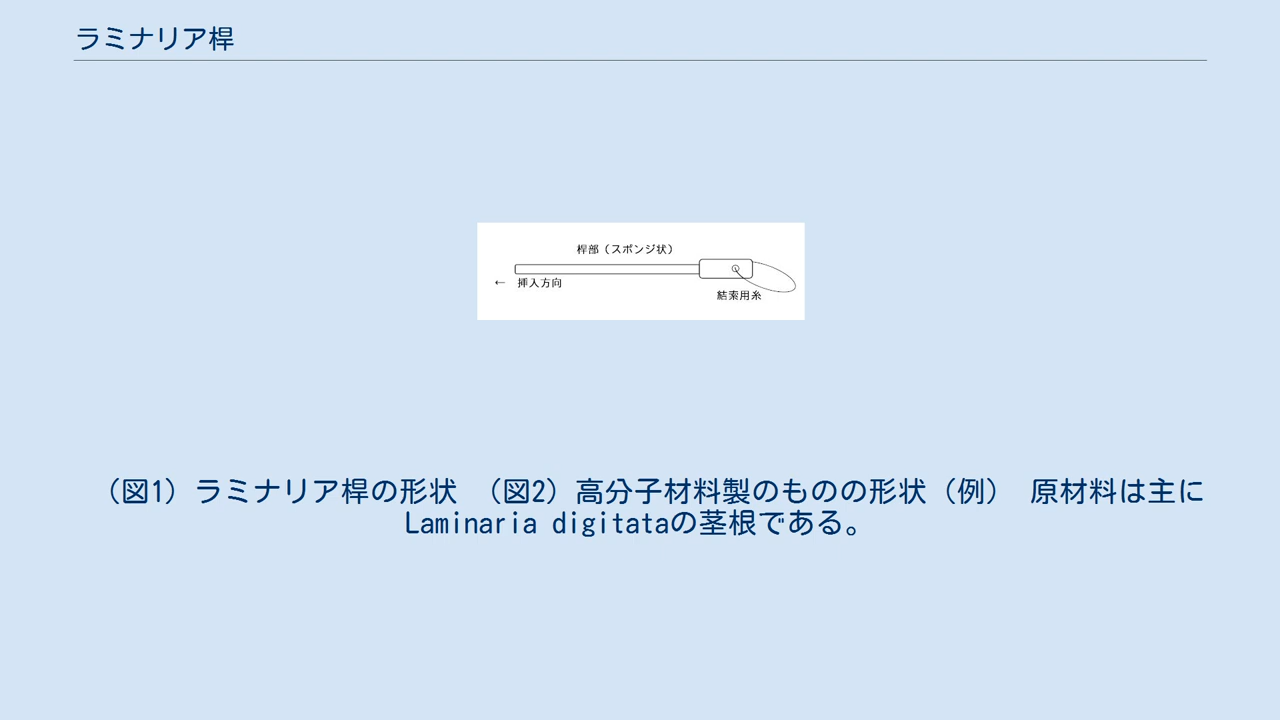 ラミナリア桿
桿部（スポンジ状）
← 挿入方向
結索用糸
（図1）ラミナリア桿の形状 （図2）高分子材料製のものの形状（例） 原材料は主に
Laminaria digitataの茎根である。